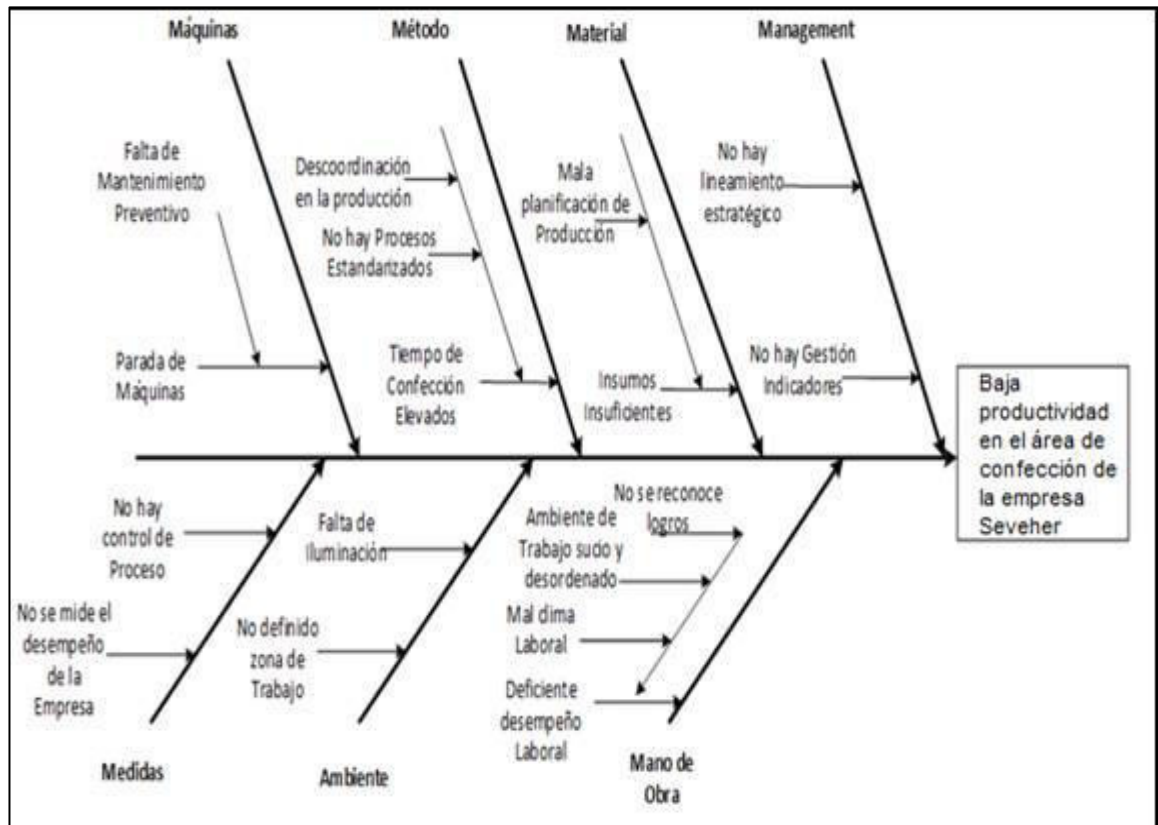 Máquinas
Método
Material
Management
Falta de
Mantenimiento
Preventivo
Parada de
Máquinas
Descoordinación
en la producción
No hay Procesos
Estandarizados
Tiempo de
Confección
Elevados
Mala
planificación de
Producción
Insumos
Insuficientes
No hay
lineamiento
estratégico
No hay Gestión
Indicadores
Baja
productividad
en el área de
confección de
la empresa
Seveher
No hay
control de
Proceso
No se mide el
desempeño
de la
Empresa
Medidas
Falta de
Iluminación
No definido
zona de
Trabajo
Ambiente
No se reconoce
logros
Ambiente de
Trabajo sucio y
desordenado
Mal clima
Laboral
Deficiente
desempeño
Laboral
Mano de
Obra